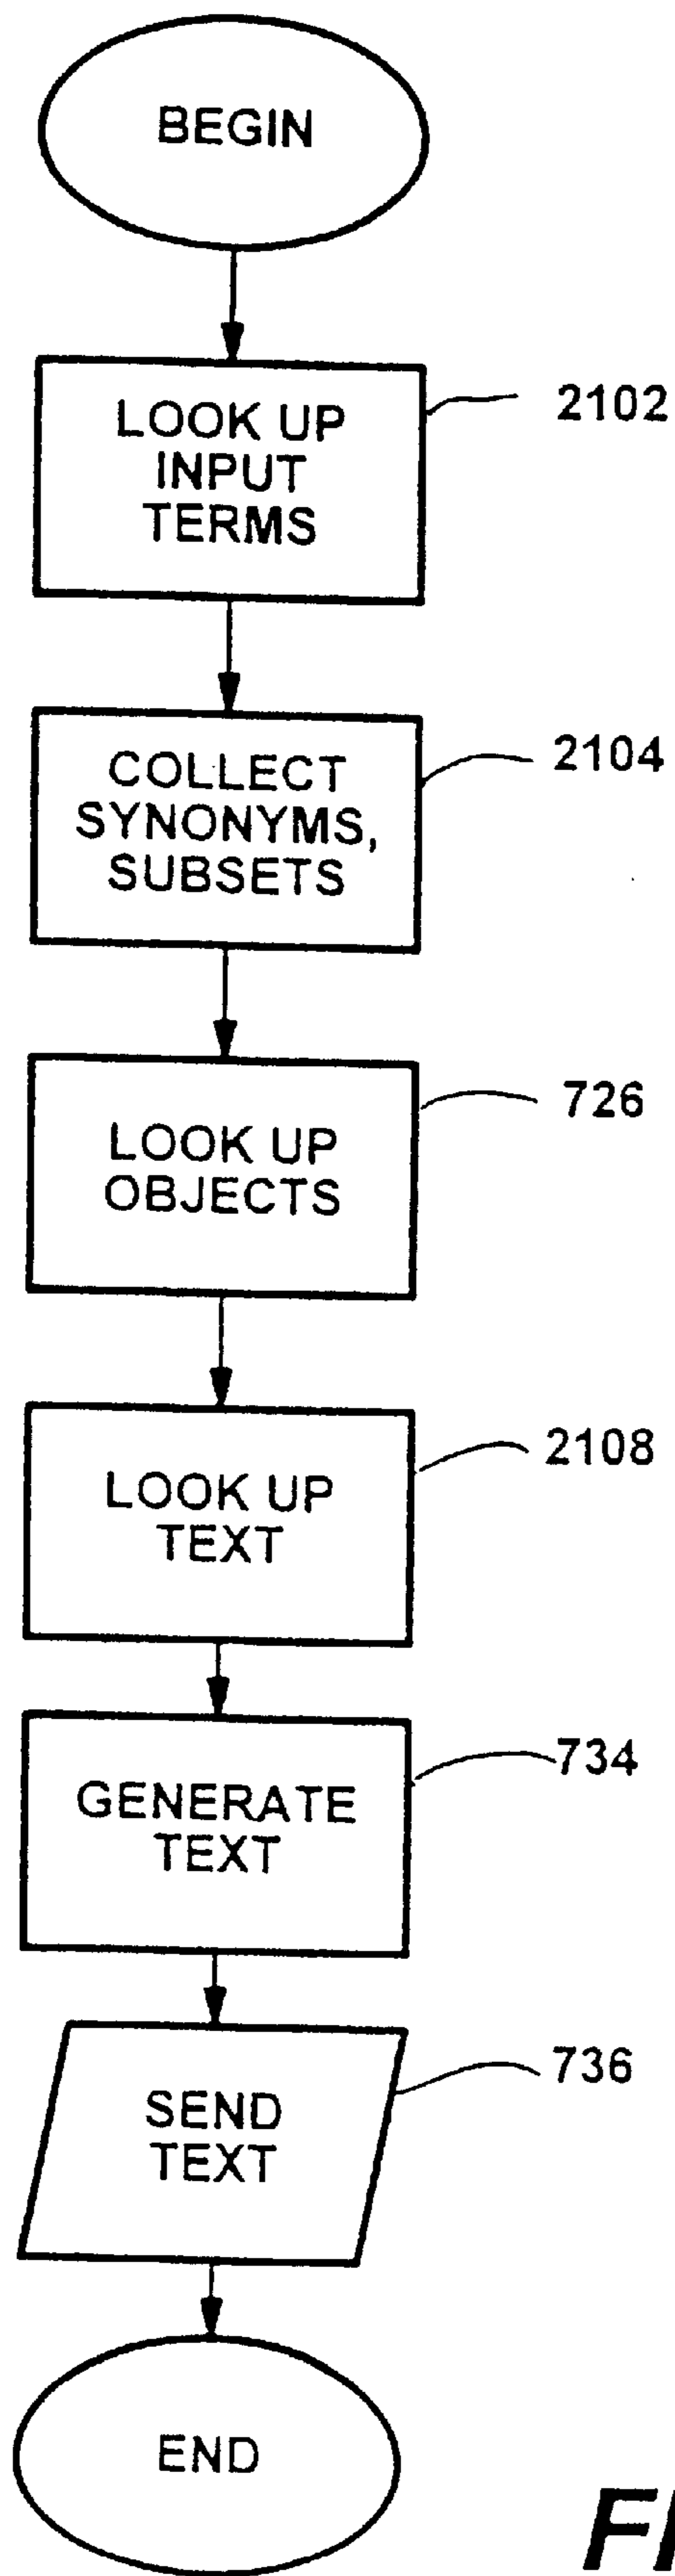 BEGIN
LOOK UP
INPUT
TERMS
2102
COLLECT
SYNONYMS,
SUBSETS
2104
LOOK UP
OBJECTS
726
LOOK UP
TEXT
2108
GENERATE
TEXT
734
SEND
TEXT
736
END